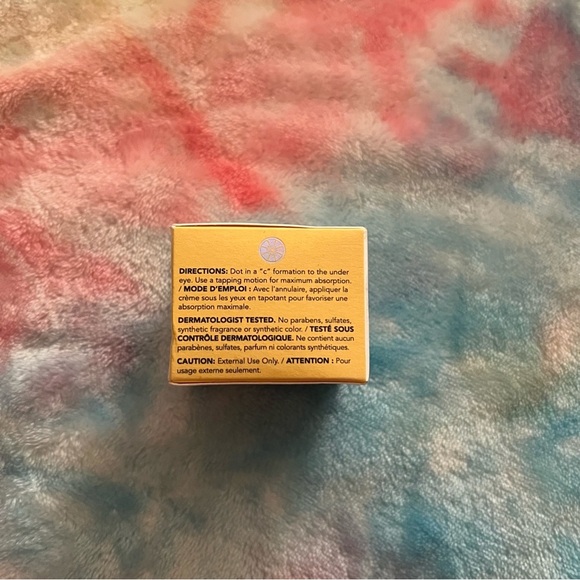 DIRECTIONS: Dot in a "c" formation to the under
eye. Use a tapping motion for maximum absorption.
/ MODE D'EMPLOI : Avec l'annulaire, appliquer la
crème sous les yeux en tapotant pour favoriser une
absorption maximale.
DERMATOLOGIST TESTED. No parabens, sulfates,
synthetic fragrance or synthetic color. / TESTÉ SOUS
CONTRÔLE DERMATOLOGIQUE. Ne contient aucun
parabènes, sulfates, parfum ni colorants synthétiques.
CAUTION: External Use Only. / ATTENTION : Pour
usage externe seulement.